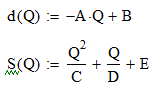 d(Q) := −A·Q + B
S(Q) := Q²/C + Q/D + E